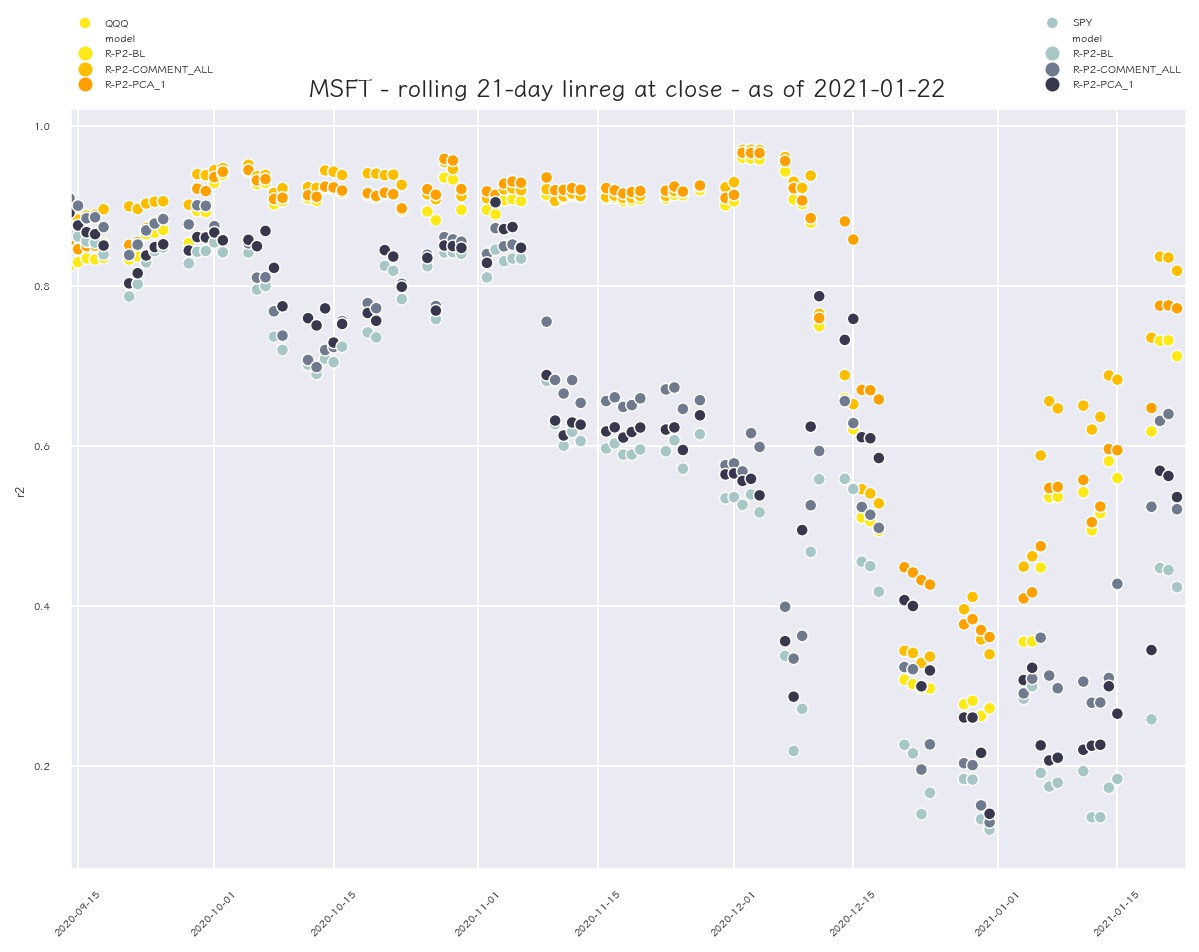 QQQ
model
R-P2-BL
R-P2-COMMENT_ALL
R-P2-PCA_1
SPY
model
R-P2-BL
R-P2-COMMENT_ALL
R-P2-PCA_1
MSFT - rolling 21-day linreg at close - as of 2021-01-22
1.0
0.8
0.6
0.4
0.2
r2
2020-09-15
2020-10-01
2020-10-15
2020-11-01
2020-11-15
2020-12-01
2020-12-15
2021-01-01
2021-01-15